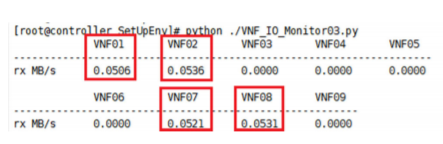 [root@controller SetUpEnv]# python ./VNF_IO_Monitor03.py
VNF01 VNF02 VNF03 VNF04 VNF05
rx MB/s 0.0506 0.0536 0.0000 0.0000 0.0000
VNF06 VNF07 VNF08 VNF09
rx MB/s 0.0000 0.0521 0.0531 0.0000